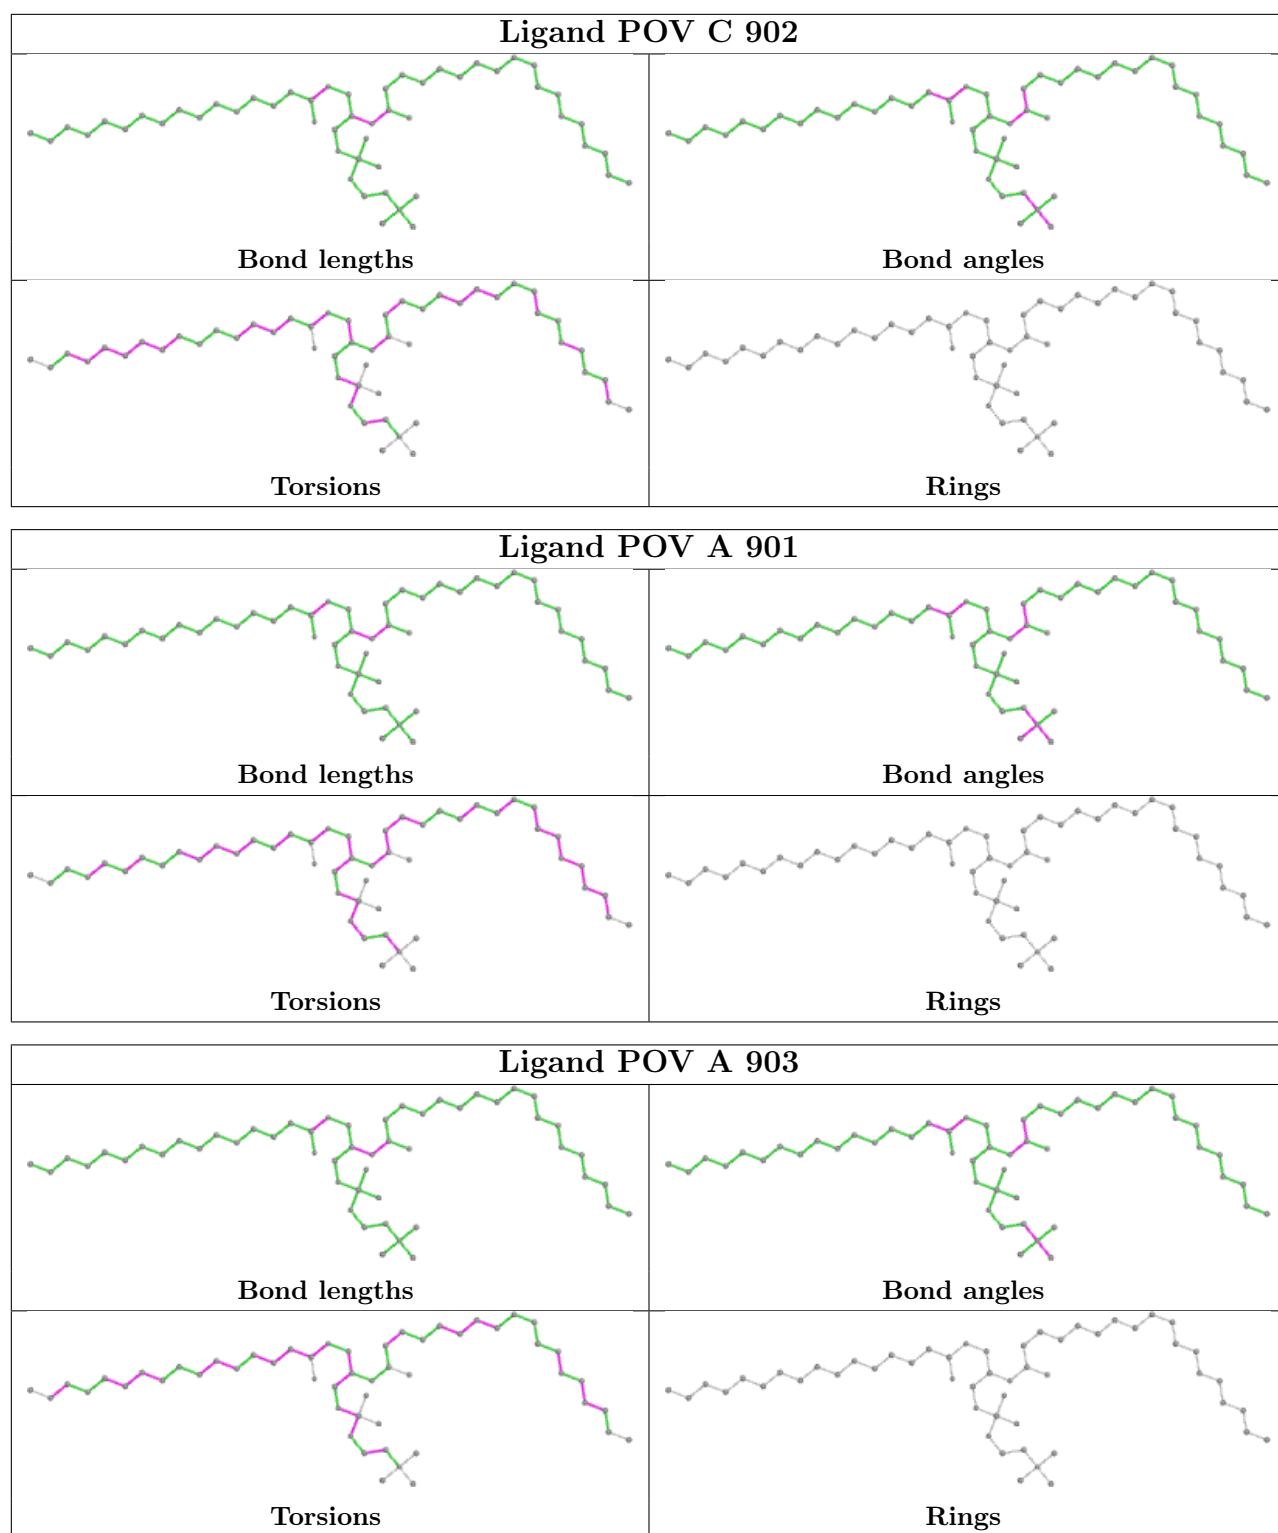 Ligand POV C 902
Bond lengths
Bond angles
Torsions
Rings
Ligand POV A 901
Bond lengths
Bond angles
Torsions
Rings
Ligand POV A 903
Bond lengths
Bond angles
Torsions
Rings